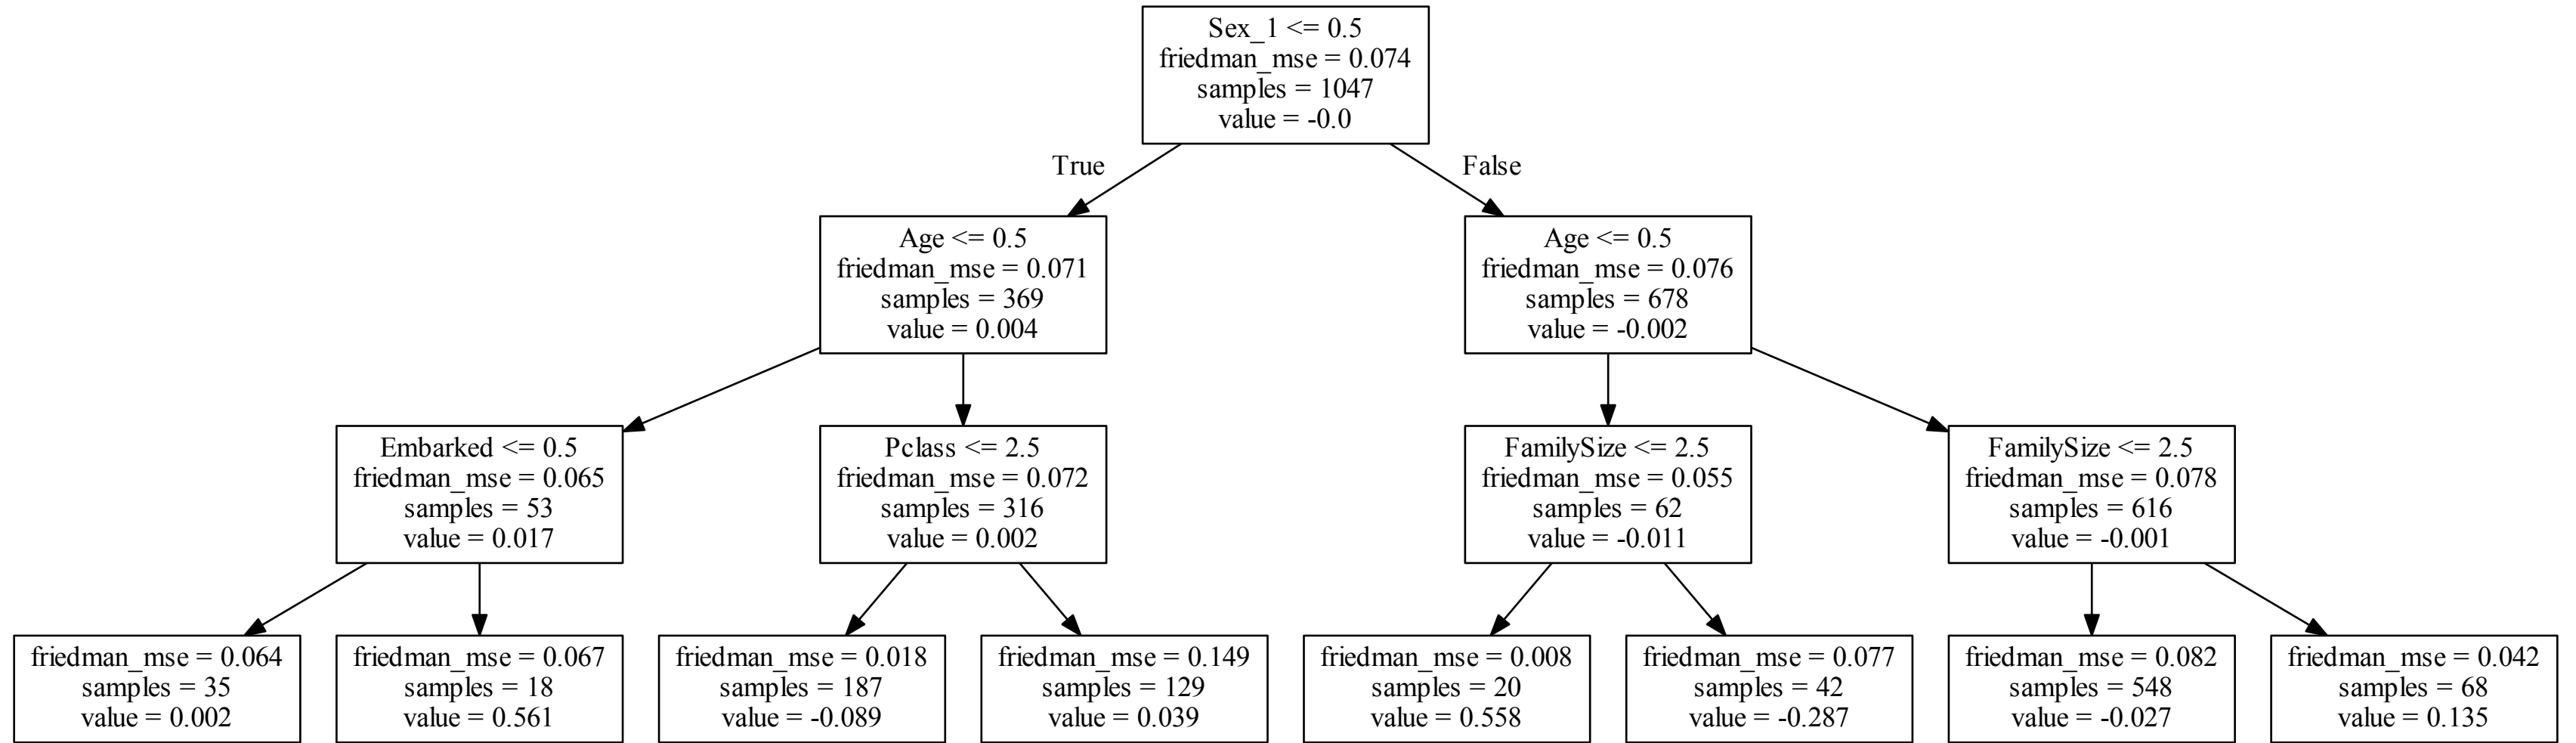 Sex_1 <= 0.5
friedman_mse = 0.074
samples = 1047
value = -0.0
True
False
Age <= 0.5
friedman_mse = 0.071
samples = 369
value = 0.004
Age <= 0.5
friedman_mse = 0.076
samples = 678
value = -0.002
Embarked <= 0.5
friedman_mse = 0.065
samples = 53
value = 0.017
Pclass <= 2.5
friedman_mse = 0.072
samples = 316
value = 0.002
FamilySize <= 2.5
friedman_mse = 0.055
samples = 62
value = -0.011
FamilySize <= 2.5
friedman_mse = 0.078
samples = 616
value = -0.001
friedman_mse = 0.064
samples = 35
value = 0.002
friedman_mse = 0.067
samples = 18
value = 0.561
friedman_mse = 0.018
samples = 187
value = -0.089
friedman_mse = 0.149
samples = 129
value = 0.039
friedman_mse = 0.008
samples = 20
value = 0.558
friedman_mse = 0.077
samples = 42
value = -0.287
friedman_mse = 0.082
samples = 548
value = -0.027
friedman_mse = 0.042
samples = 68
value = 0.135